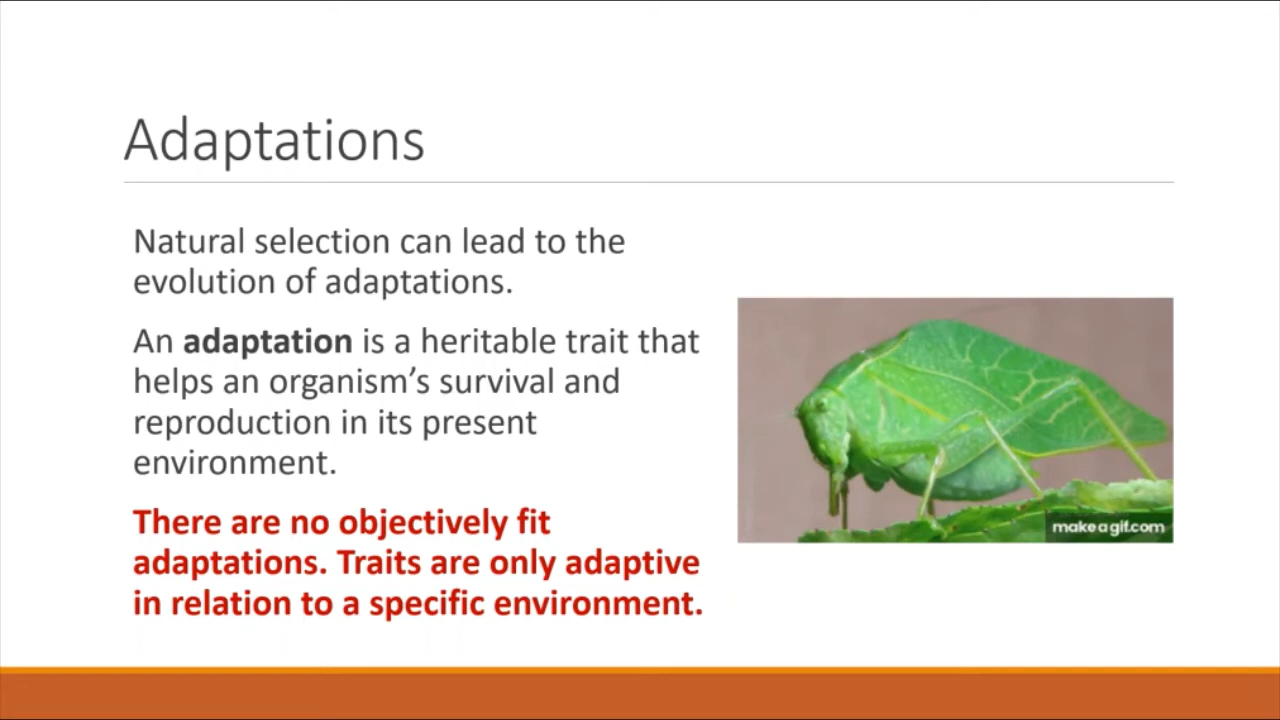 Adaptations
Natural selection can lead to the
evolution of adaptations.
An adaptation is a heritable trait that
helps an organism’s survival and
reproduction in its present
environment.
There are no objectively fit
adaptations. Traits are only adaptive
in relation to a specific environment.
makeagif.com